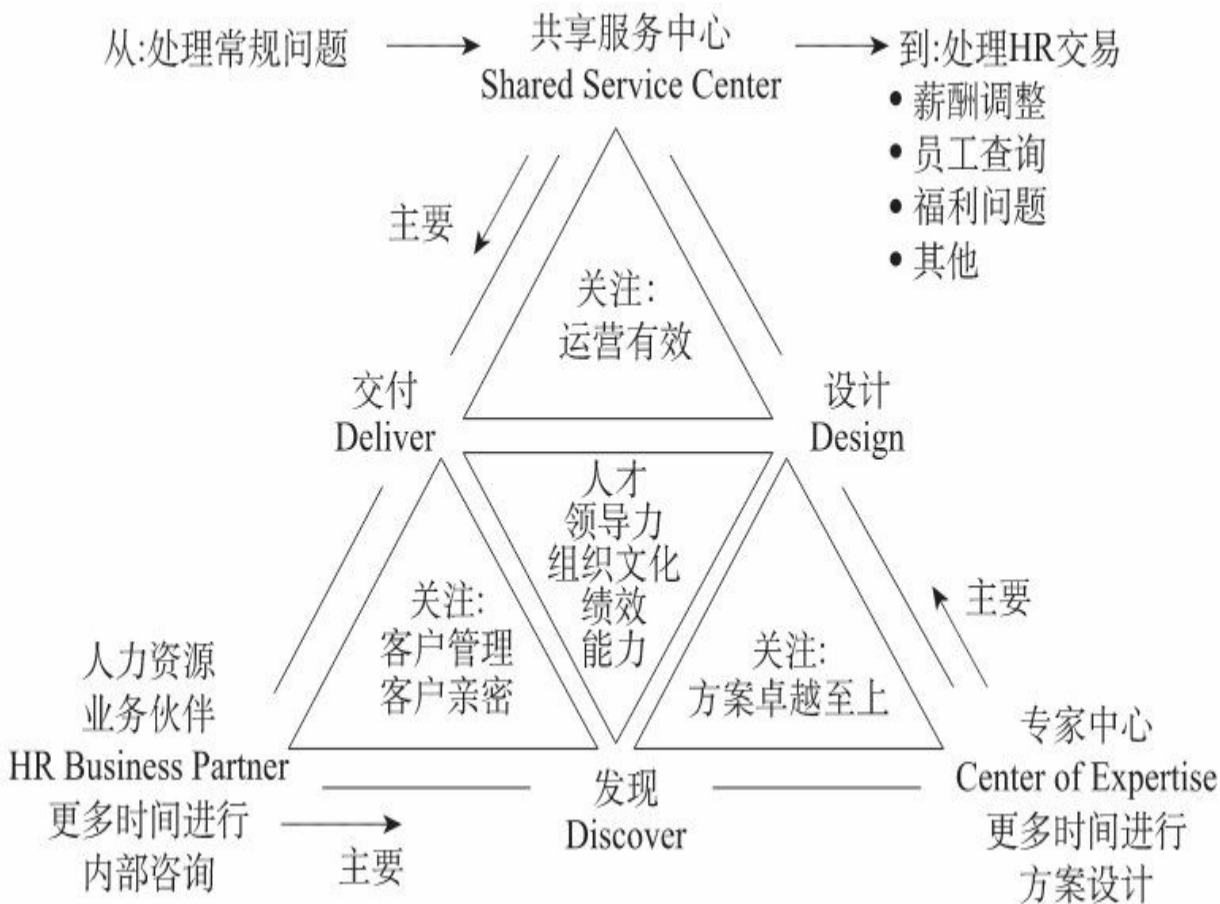 从:处理常规问题
共享服务中心
Shared Service Center
到:处理HR交易
• 薪酬调整
• 员工查询
• 福利问题
• 其他
主要
关注:
运营有效
交付
Deliver
设计
Design
人才
领导力
组织文化
绩效
能力
关注:
客户管理
客户亲密
关注:
方案卓越至上
主要
人力资源
业务伙伴
HR Business Partner
更多时间进行
内部咨询
主要
发现
Discover
专家中心
Center of Expertise
更多时间进行
方案设计